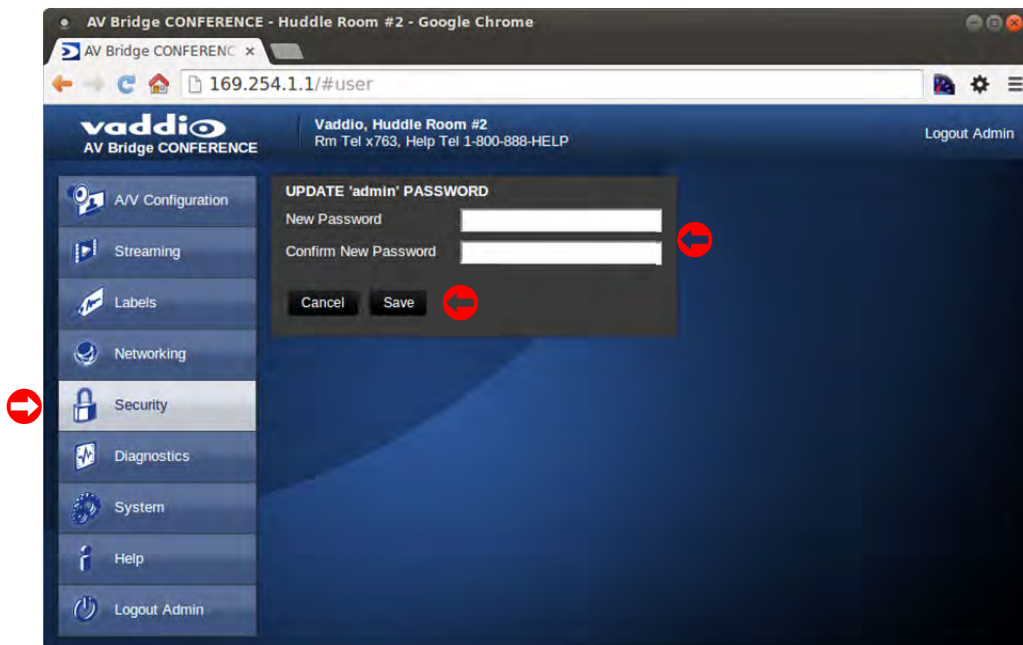 AV Bridge CONFERENCE - Huddle Room #2 - Google Chrome
AV Bridge CONFERENC
169.254.1.1/#user
vaddio
AV Bridge CONFERENCE
Vaddio, Huddle Room #2
Rm Tel x763, Help Tel 1-800-888-HELP
Logout Admin
A/V Configuration
Streaming
Labels
Networking
Security
Diagnostics
System
Help
Logout Admin
UPDATE 'admin' PASSWORD
New Password
Confirm New Password
Cancel Save